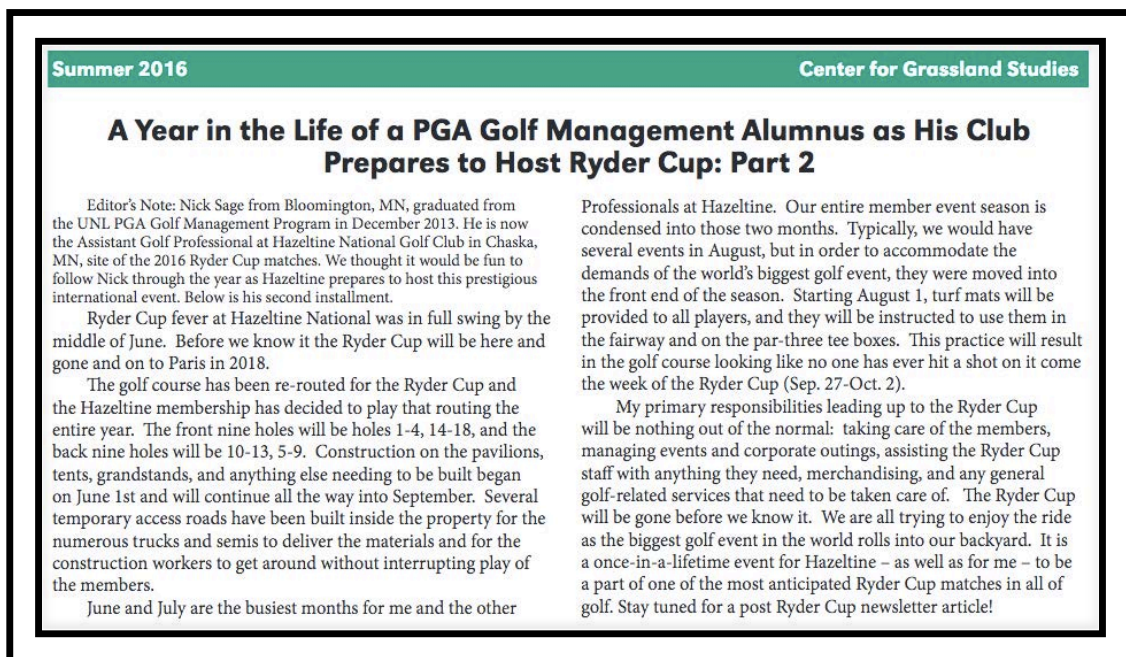 Summer 2016 Center for Grassland Studies
A Year in the Life of a PGA Golf Management Alumnus as His Club
Prepares to Host Ryder Cup: Part 2
Editor's Note: Nick Sage from Bloomington, MN, graduated from
the UNL PGA Golf Management Program in December 2013. He is now
the Assistant Golf Professional at Hazeltine National Golf Club in Chaska,
MN, site of the 2016 Ryder Cup matches. We thought it would be fun to
follow Nick through the year as Hazeltine prepares to host this prestigious
international event. Below is his second installment.
Ryder Cup fever at Hazeltine National was in full swing by the
middle of June. Before we know it the Ryder Cup will be here and
gone and on to Paris in 2018.
The golf course has been re-routed for the Ryder Cup and
the Hazeltine membership has decided to play that routing the
entire year. The front nine holes will be holes 1-4, 14-18, and the
back nine holes will be 10-13, 5-9. Construction on the pavilions,
tents, grandstands, and anything else needing to be built began
on June 1st and will continue all the way into September. Several
temporary access roads have been built inside the property for the
numerous trucks and semis to deliver the materials and for the
construction workers to get around without interrupting play of
the members.
June and July are the busiest months for me and the other
Professionals at Hazeltine. Our entire member event season is
condensed into those two months. Typically, we would have
several events in August, but in order to accommodate the
demands of the world's biggest golf event, they were moved into
the front end of the season. Starting August 1, turf mats will be
provided to all players, and they will be instructed to use them in
the fairway and on the par-three tee boxes. This practice will result
in the golf course looking like no one has ever hit a shot on it come
the week of the Ryder Cup (Sep. 27-Oct. 2).
My primary responsibilities leading up to the Ryder Cup
will be nothing out of the normal: taking care of the members,
managing events and corporate outings, assisting the Ryder Cup
staff with anything they need, merchandising, and any general
golf-related services that need to be taken care of. The Ryder Cup
will be gone before we know it. We are all trying to enjoy the ride
as the biggest golf event in the world rolls into our backyard. It is
a once-in-a-lifetime event for Hazeltine – as well as for me – to be
a part of one of the most anticipated Ryder Cup matches in all of
golf. Stay tuned for a post Ryder Cup newsletter article!